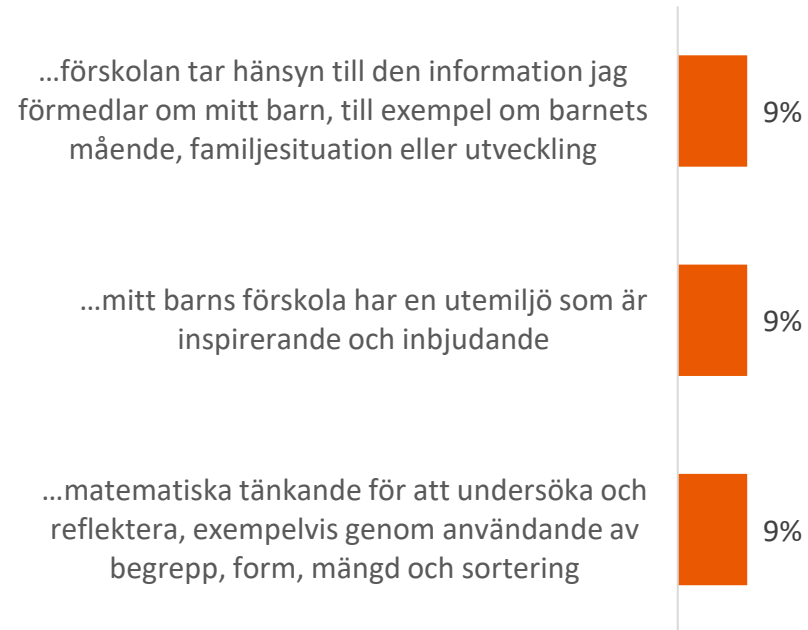 …förskolan tar hänsyn till den information jag
förmedlar om mitt barn, till exempel om barnets
mående, familjesituation eller utveckling
9%
…mitt barns förskola har en utemiljö som är
inspirerande och inbjudande
9%
…matematiska tänkande för att undersöka och
reflektera, exempelvis genom användande av
begrepp, form, mängd och sortering
9%